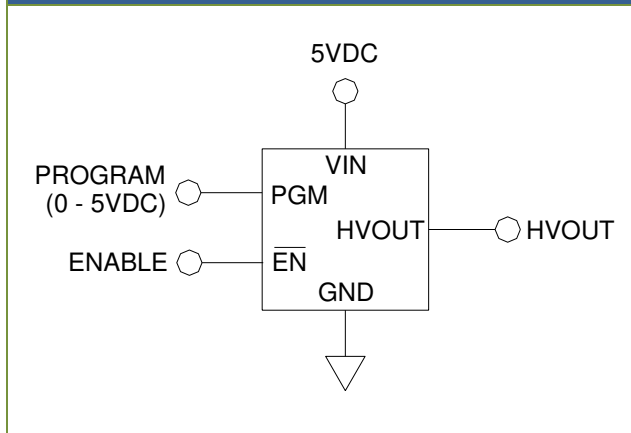 5VDC
VIN
PROGRAM
(0 - 5VDC)
PGM
HVOUT
HVOUT
ENABLE
EN
GND